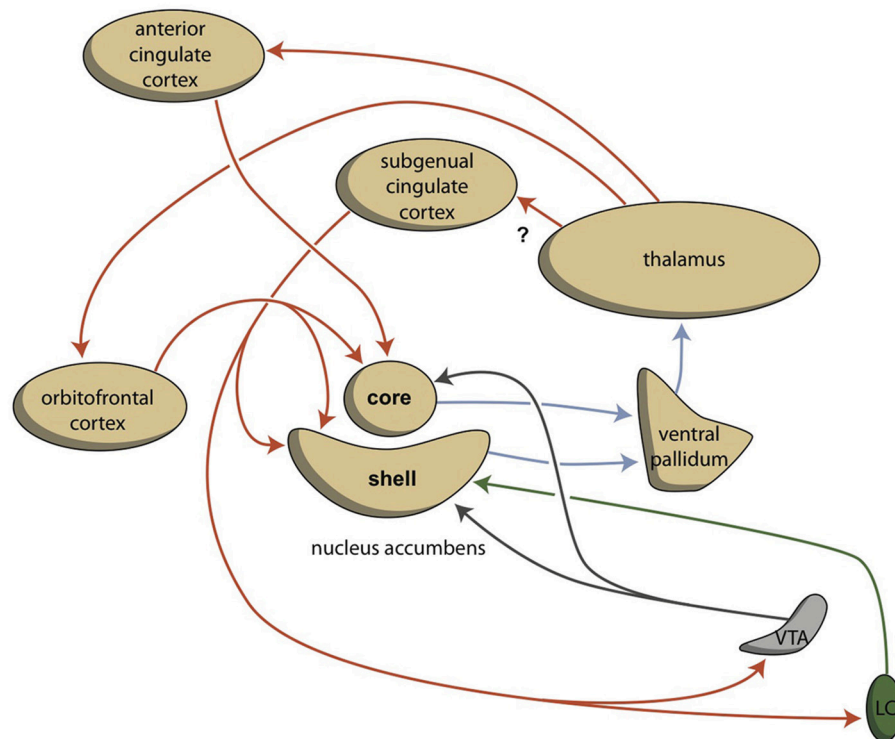 anterior
cingulate
cortex
subgenual
cingulate
cortex
?
thalamus
orbitofrontal
cortex
core
ventral
pallidum
shell
nucleus accumbens
VTA
LC